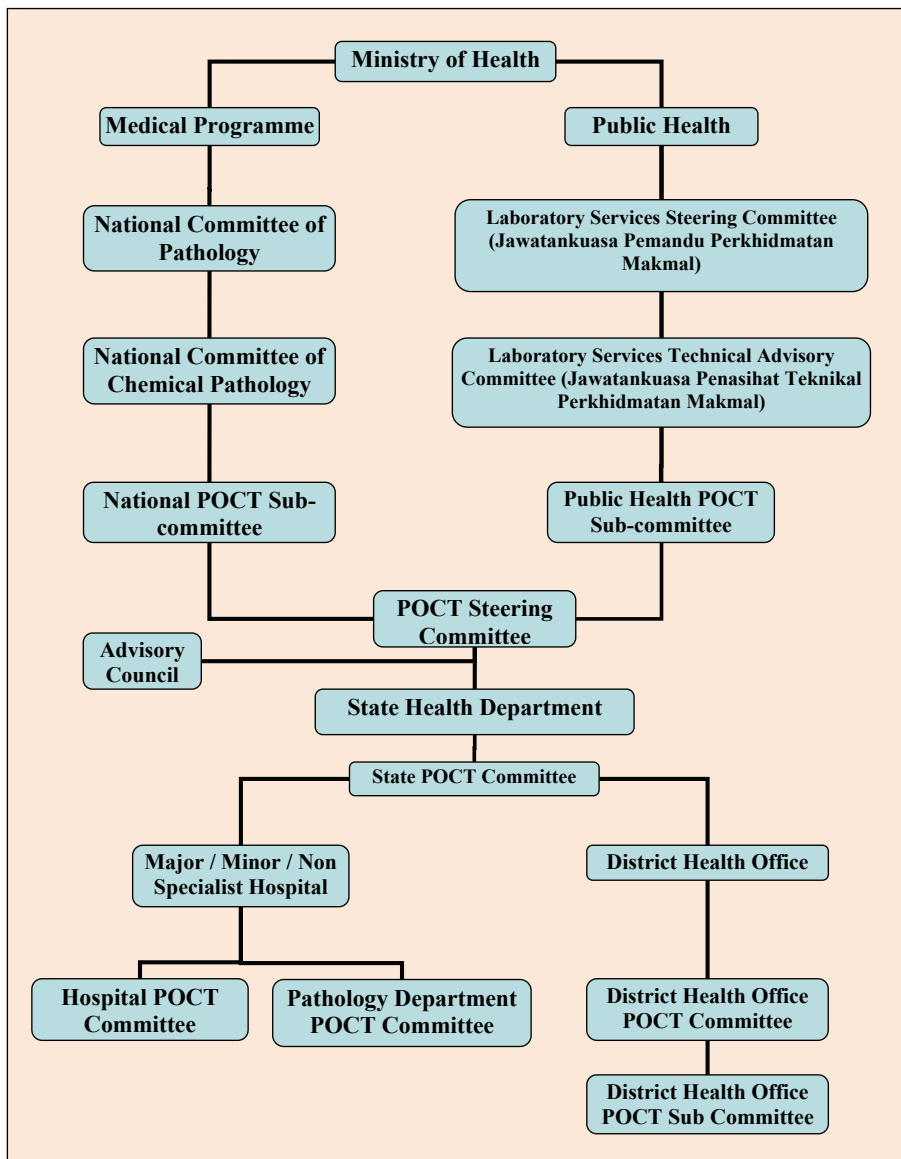 Ministry of Health
Medical Programme
Public Health
National Committee of
Pathology
Laboratory Services Steering Committee
(Jawatankuasa Pemandu Perkhidmatan
Makmal)
National Committee of
Chemical Pathology
Laboratory Services Technical Advisory
Committee (Jawatankuasa Penasihat Teknikal
Perkhidmatan Makmal)
National POCT Sub-
committee
Public Health POCT
Sub-committee
POCT Steering
Committee
Advisory
Council
State Health Department
State POCT Committee
Major / Minor / Non
Specialist Hospital
District Health Office
Hospital POCT
Committee
Pathology Department
POCT Committee
District Health Office
POCT Committee
District Health Office
POCT Sub Committee